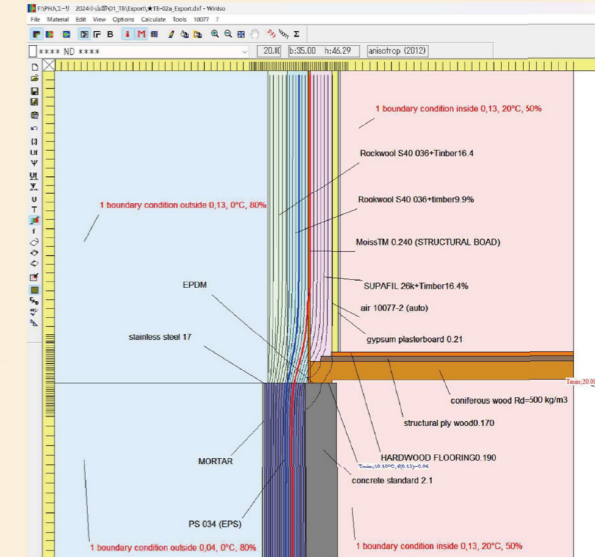 File Material Edit View Options Calculate Tools 10077 ?
**** ND ****
b:35.00 h:46.29 anisotrop (2012)
1 boundary condition inside 0,13, 20°C, 50%
Rockwool S40 036+Tinber16.4
Rookwool S40 036+timber9.9%
1 boundary condition outside 0,13, 0°C, 80%
MoissTM 0.240 (STRUCTURAL BOAD)
EPDM
SUPAFIL 26k+Timber16.4%
air 10077-2 (auto)
stainless steel 17
gypsum plasterboard 0.21
coniferous wood Rd=500 kg/m3
structural ply wood0.170
MORTAR
HARDWOOD FLOORING0.190
concrete standard 2.1
PS 034 (EPS)
1 boundary condition outside 0,04, 0°C, 80%
1 boundary condition inside 0,13, 20°C, 50%